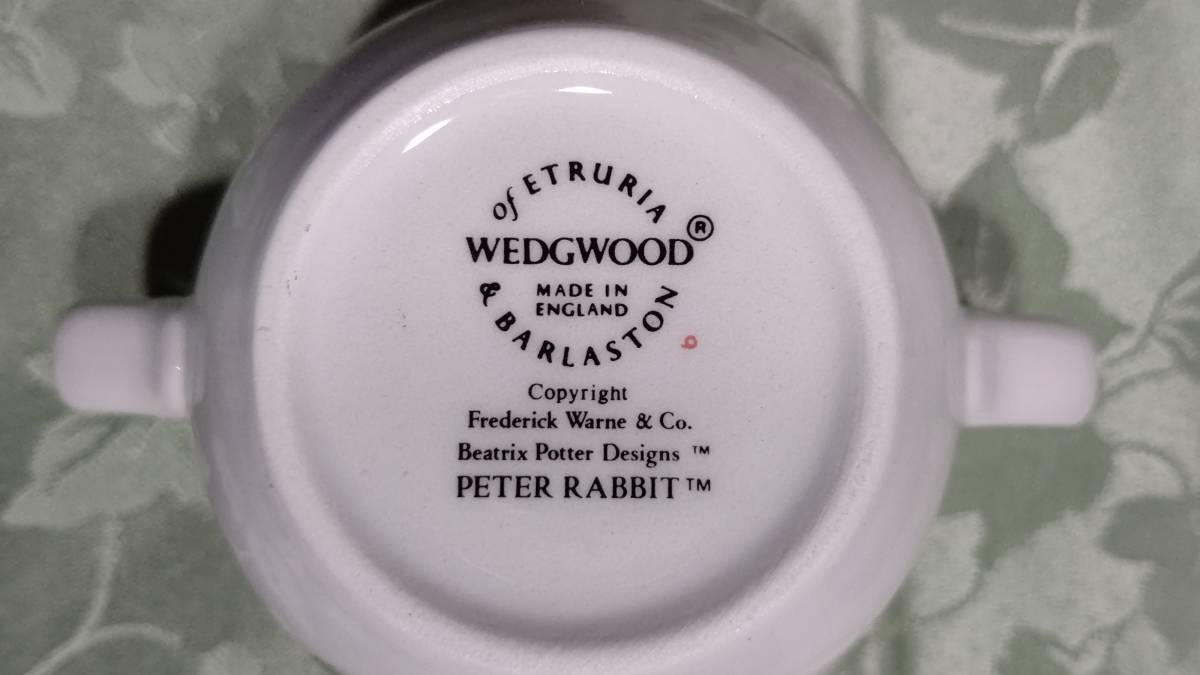 of ETRURIA
WEDGWOOD®
MADE IN
ENGLAND
& BARLASTON
Copyright
Frederick Warne & Co.
Beatrix Potter Designs ™
PETER RABBIT™